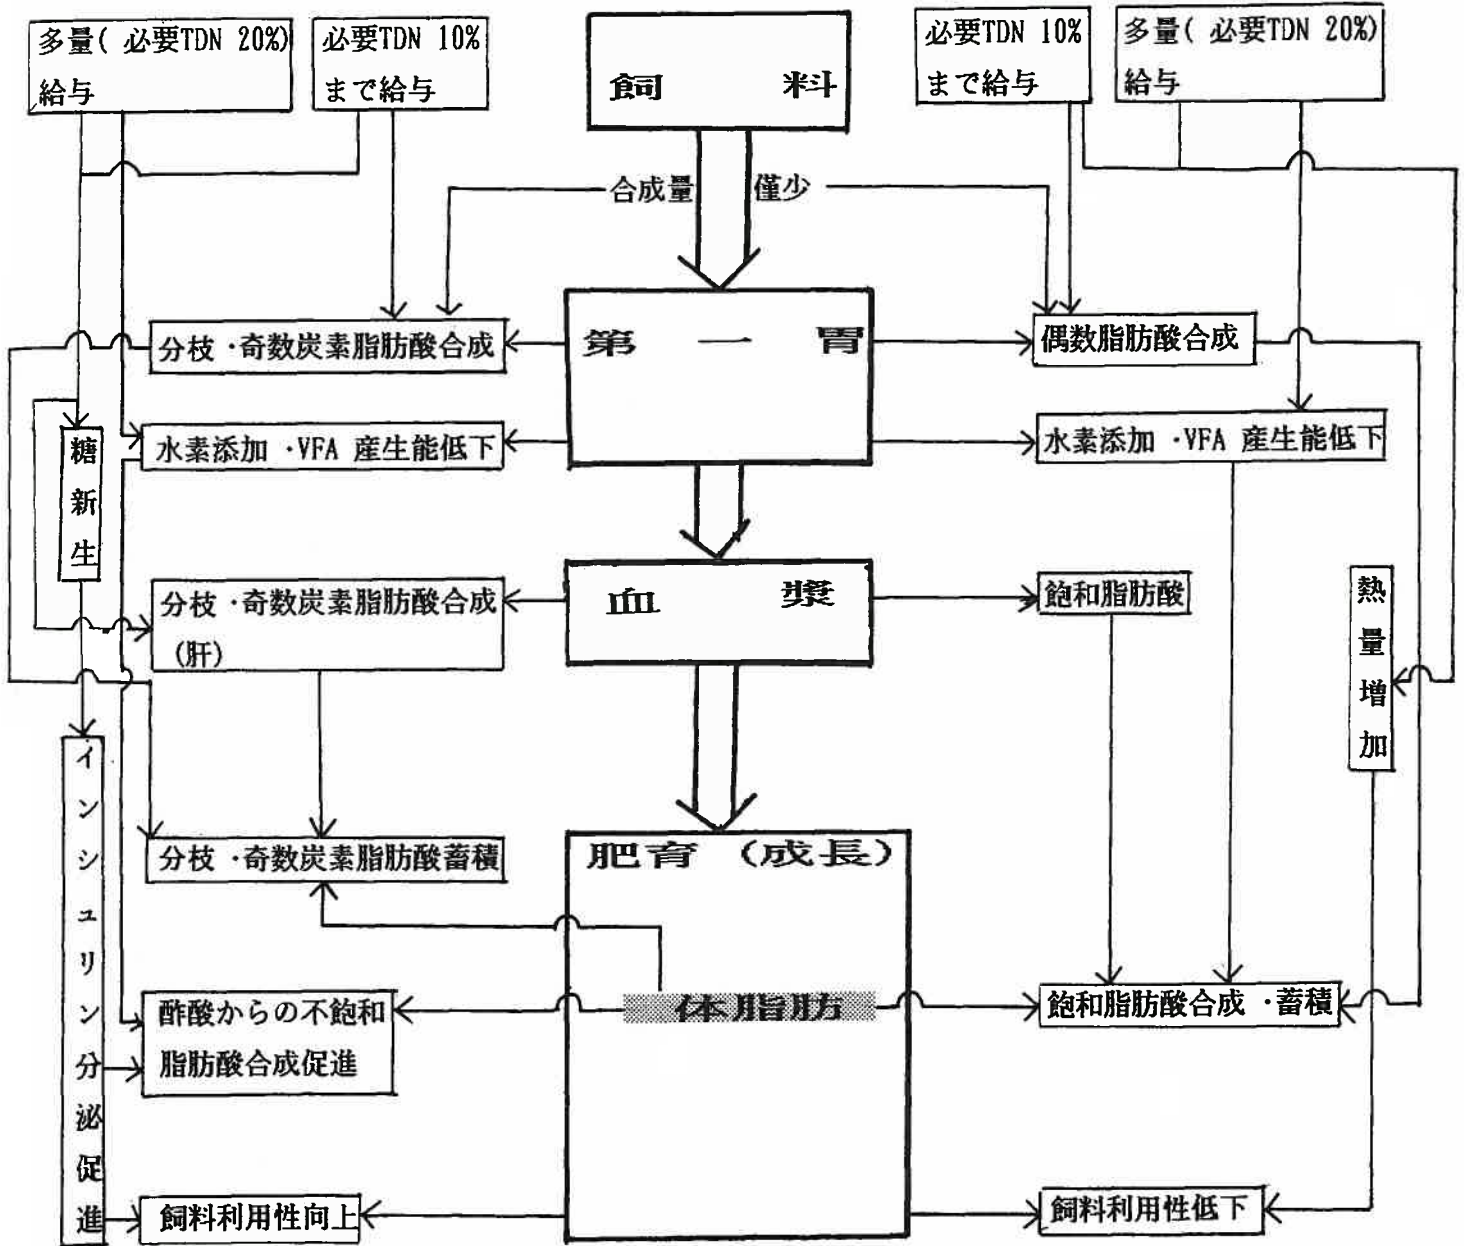 多量( 必要TDN 20%)
給与
必要TDN 10%
まで給与
飼 料
必要TDN 10%
まで給与
多量( 必要TDN 20%)
給与
合成量 僅少
分枝・奇数炭素脂肪酸合成
第 一 胃
偶数脂肪酸合成
水素添加・VFA 産生能低下
水素添加・VFA 産生能低下
糖新生
分枝・奇数炭素脂肪酸合成
(肝)
血 漿
飽和脂肪酸
熱量増加
インシュリン分泌促進
分枝・奇数炭素脂肪酸蓄積
肥育 (成長)
酢酸からの不飽和
脂肪酸合成促進
体脂肪
飽和脂肪酸合成・蓄積
飼料利用性向上
飼料利用性低下